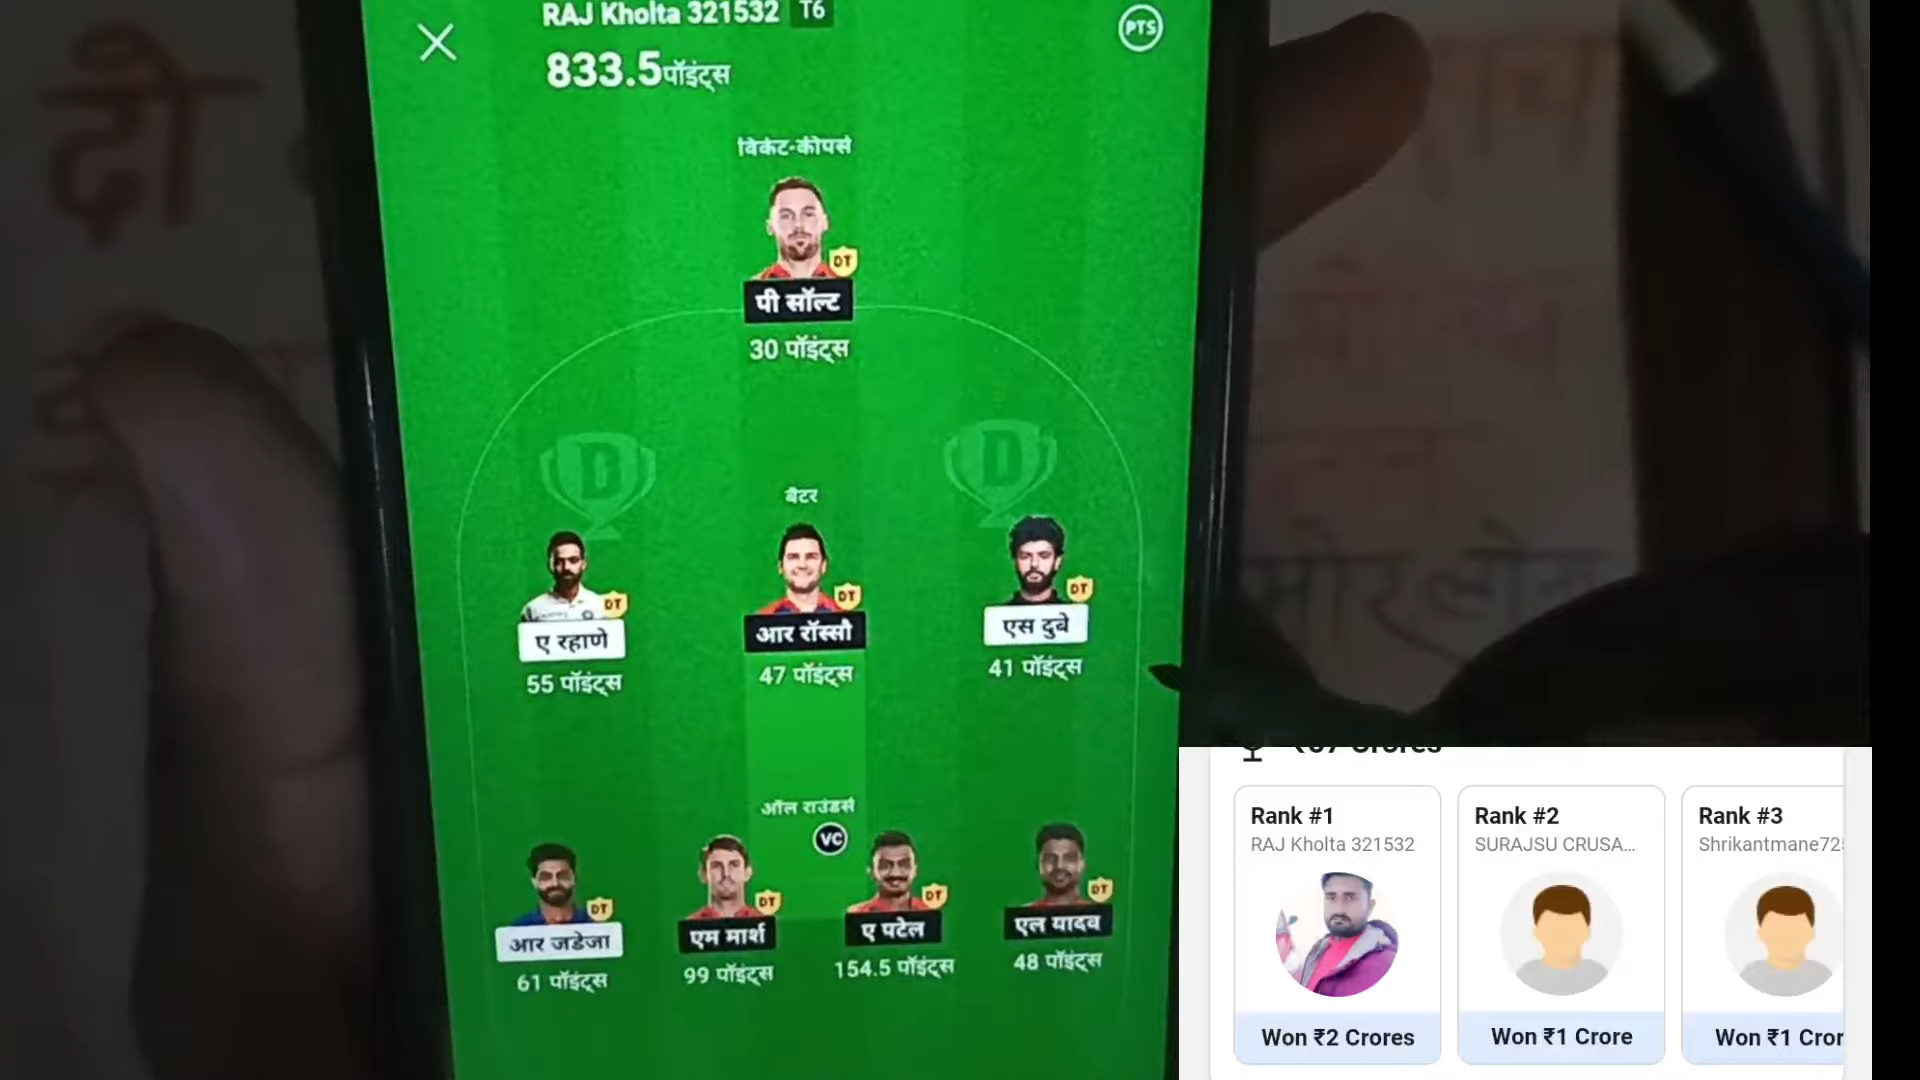 RAJ Kholta 321532 T6
PTS
833.5पॉइंट्स
विकेट-कीपर्स
DT
पी सॉल्ट
30 पॉइंट्स
D D
बैटर
DT DT DT
ए रहाणे आर रॉस्सौ एस दुबे
55 पॉइंट्स 47 पॉइंट्स 41 पॉइंट्स
ऑल राउंडर्स
VC
DT DT DT DT
आर जडेजा एम मार्श ए पटेल एल यादव
61 पॉइंट्स 99 पॉइंट्स 154.5 पॉइंट्स 48 पॉइंट्स
Crores
Rank #1 Rank #2 Rank #3
RAJ Kholta 321532 SURAJSU CRUSA... Shrikantmane72
Won ₹2 Crores Won ₹1 Crore Won ₹1 Cror
दो